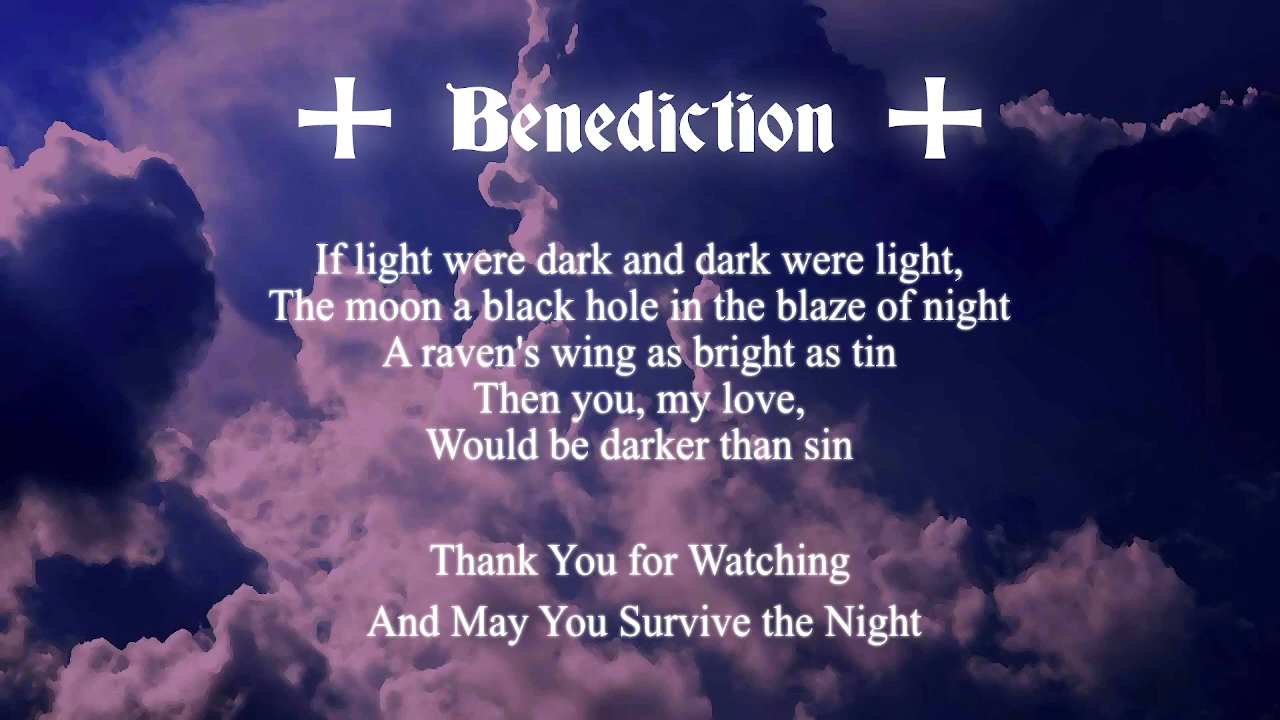 Benediction
If light were dark and dark were light,
The moon a black hole in the blaze of night
A raven's wing as bright as tin
Then you, my love,
Would be darker than sin
Thank You for Watching
And May You Survive the Night